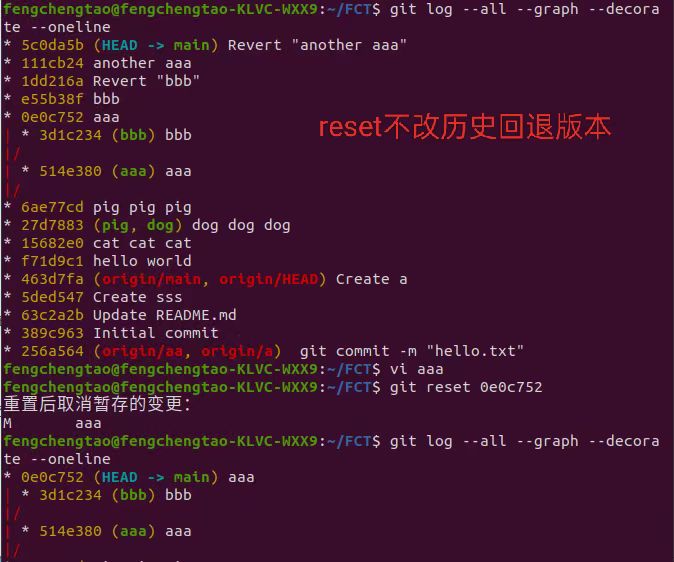 fengchengtao@fengchengtao-KLVC-WXX9:~/FCT$ git log --all --graph --decora
te --oneline
* 5c0da5b (HEAD -> main) Revert "another aaa"
* 111cb24 another aaa
* 1dd216a Revert "bbb"
* e55b38f bbb
* 0e0c752 aaa
| * 3d1c234 (bbb) bbb
reset不改历史回退版本
|/
| * 514e380 (aaa) aaa
|/
* 6ae77cd pig pig pig
* 27d7883 (pig, dog) dog dog dog
* 15682e0 cat cat cat
* f71d9c1 hello world
* 463d7fa (origin/main, origin/HEAD) Create a
* 5ded547 Create sss
* 63c2a2b Update README.md
* 389c963 Initial commit
* 256a564 (origin/aa, origin/a)  git commit -m "hello.txt"
fengchengtao@fengchengtao-KLVC-WXX9:~/FCT$ vi aaa
fengchengtao@fengchengtao-KLVC-WXX9:~/FCT$ git reset 0e0c752
重置后取消暂存的变更：
M	aaa
fengchengtao@fengchengtao-KLVC-WXX9:~/FCT$ git log --all --graph --decora
te --oneline
* 0e0c752 (HEAD -> main) aaa
| * 3d1c234 (bbb) bbb
|/
| * 514e380 (aaa) aaa
|/